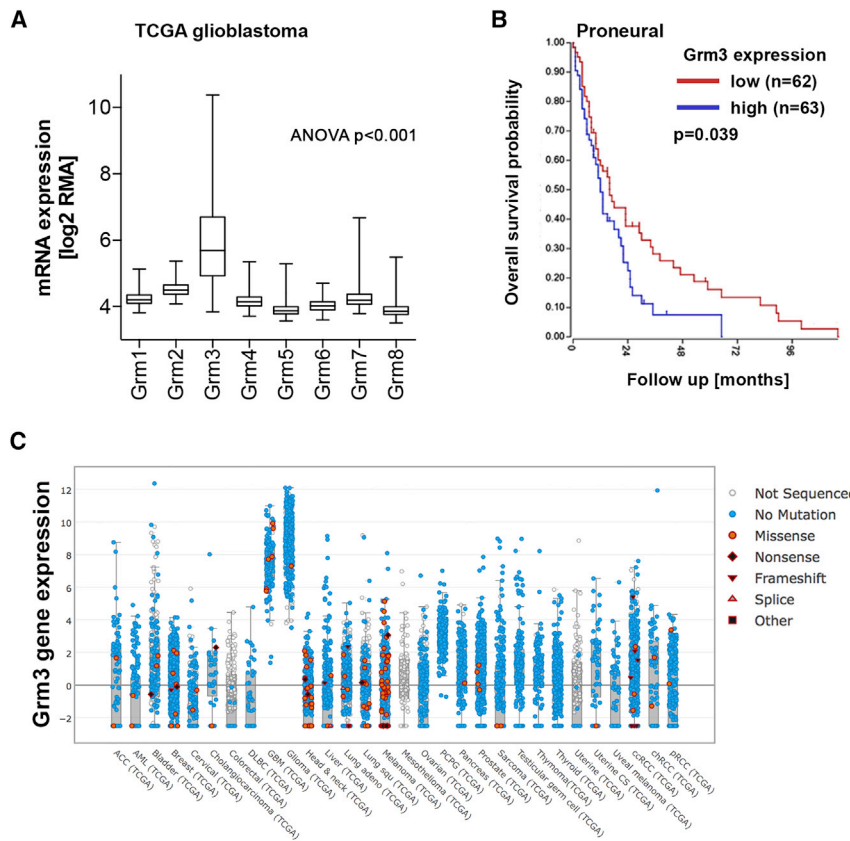 A
TCGA glioblastoma
mRNA expression
[log2 RMA]
10
8
6
4
ANOVA p<0.001
Grm1
Grm2
Grm3
Grm4
Grm5
Grm6
Grm7
Grm8
B
Proneural
Grm3 expression
low (n=62)
high (n=63)
p=0.039
Overall survival probability
1.00
0.90
0.80
0.70
0.60
0.50
0.40
0.30
0.20
0.10
0.00
0
24
48
72
96
Follow up [months]
C
Grm3 gene expression
12
10
8
6
4
2
0
−2
Not Sequenced
No Mutation
Missense
Nonsense
Frameshift
Splice
Other
ACC (TCGA)
AML (TCGA)
Bladder (TCGA)
Breast (TCGA)
Cervical (TCGA)
Cholangiocarcinoma (TCGA)
Colorectal (TCGA)
DLBC (TCGA)
GBM (TCGA)
Glioma (TCGA)
Head & neck (TCGA)
Liver (TCGA)
Lung adeno (TCGA)
Lung squ (TCGA)
Melanoma (TCGA)
Mesothelioma (TCGA)
Ovarian (TCGA)
PCPG (TCGA)
Pancreas (TCGA)
Prostate (TCGA)
Sarcoma (TCGA)
Testicular germ cell (TCGA)
Thymoma(TCGA)
Thyroid (TCGA)
Uterine (TCGA)
Uterine CS (TCGA)
Uveal melanoma (TCGA)
ccRCC (TCGA)
chRCC (TCGA)
pRCC (TCGA)